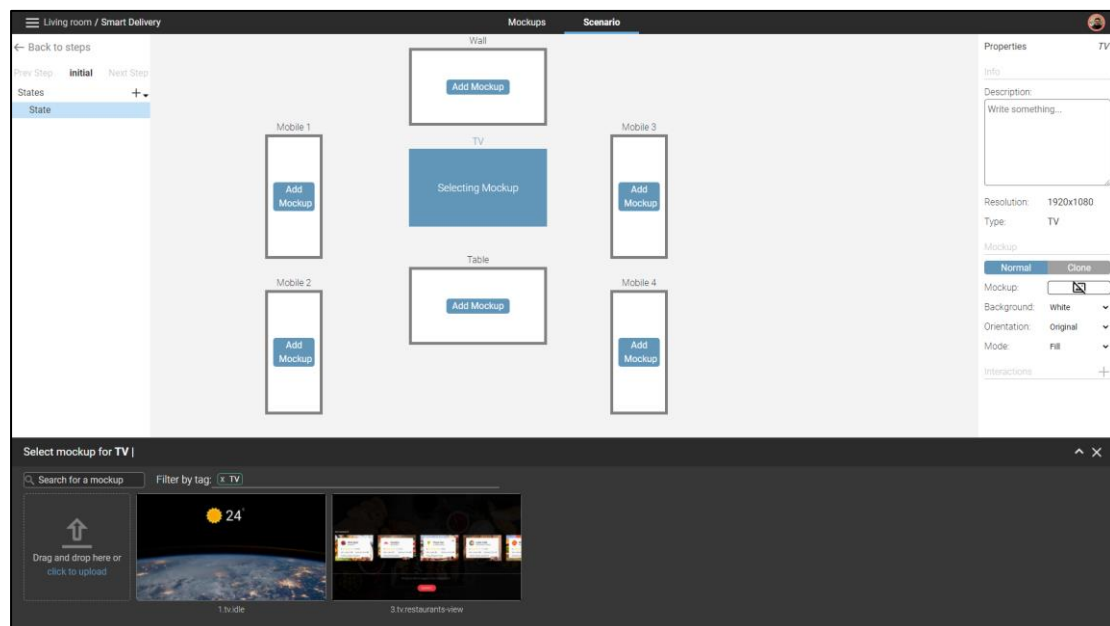 Living room / Smart Delivery
Mockups
Scenario
Back to steps
Prev Step
initial
Next Step
States
State
Wall
Add Mockup
Mobile 1
Add
Mockup
TV
Selecting Mockup
Mobile 3
Add
Mockup
Table
Add Mockup
Mobile 2
Add
Mockup
Mobile 4
Add
Mockup
Properties
TV
Info
Description:
Write something...
Resolution: 1920x1080
Type: TV
Mockup
Normal
Clone
Mockup:
Background: White
Orientation: Original
Mode: Fill
Interactions
Select mockup for TV |
Search for a mockup
Filter by tag: x TV
Drag and drop here or
click to upload
24°
1.tv.idle
3.tv.restaurants-view